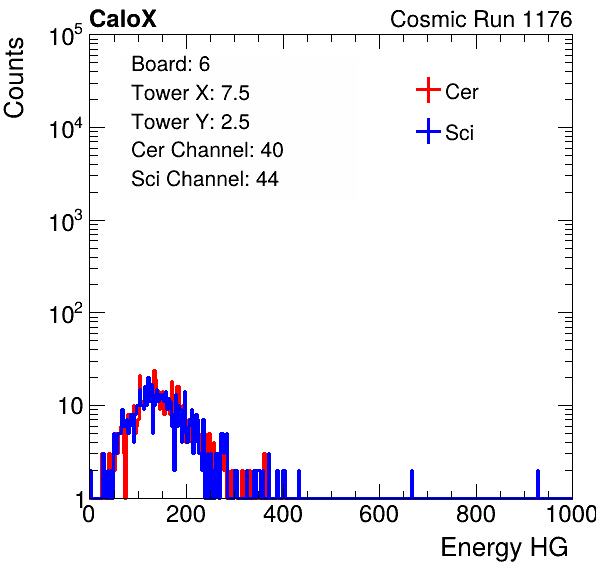 CaloX Cosmic Run 1176
Counts
10^5
10^4
10^3
10^2
10
1
Board: 6
Tower X: 7.5
Tower Y: 2.5
Cer Channel: 40
Sci Channel: 44
Cer
Sci
0 200 400 600 800 1000
Energy HG